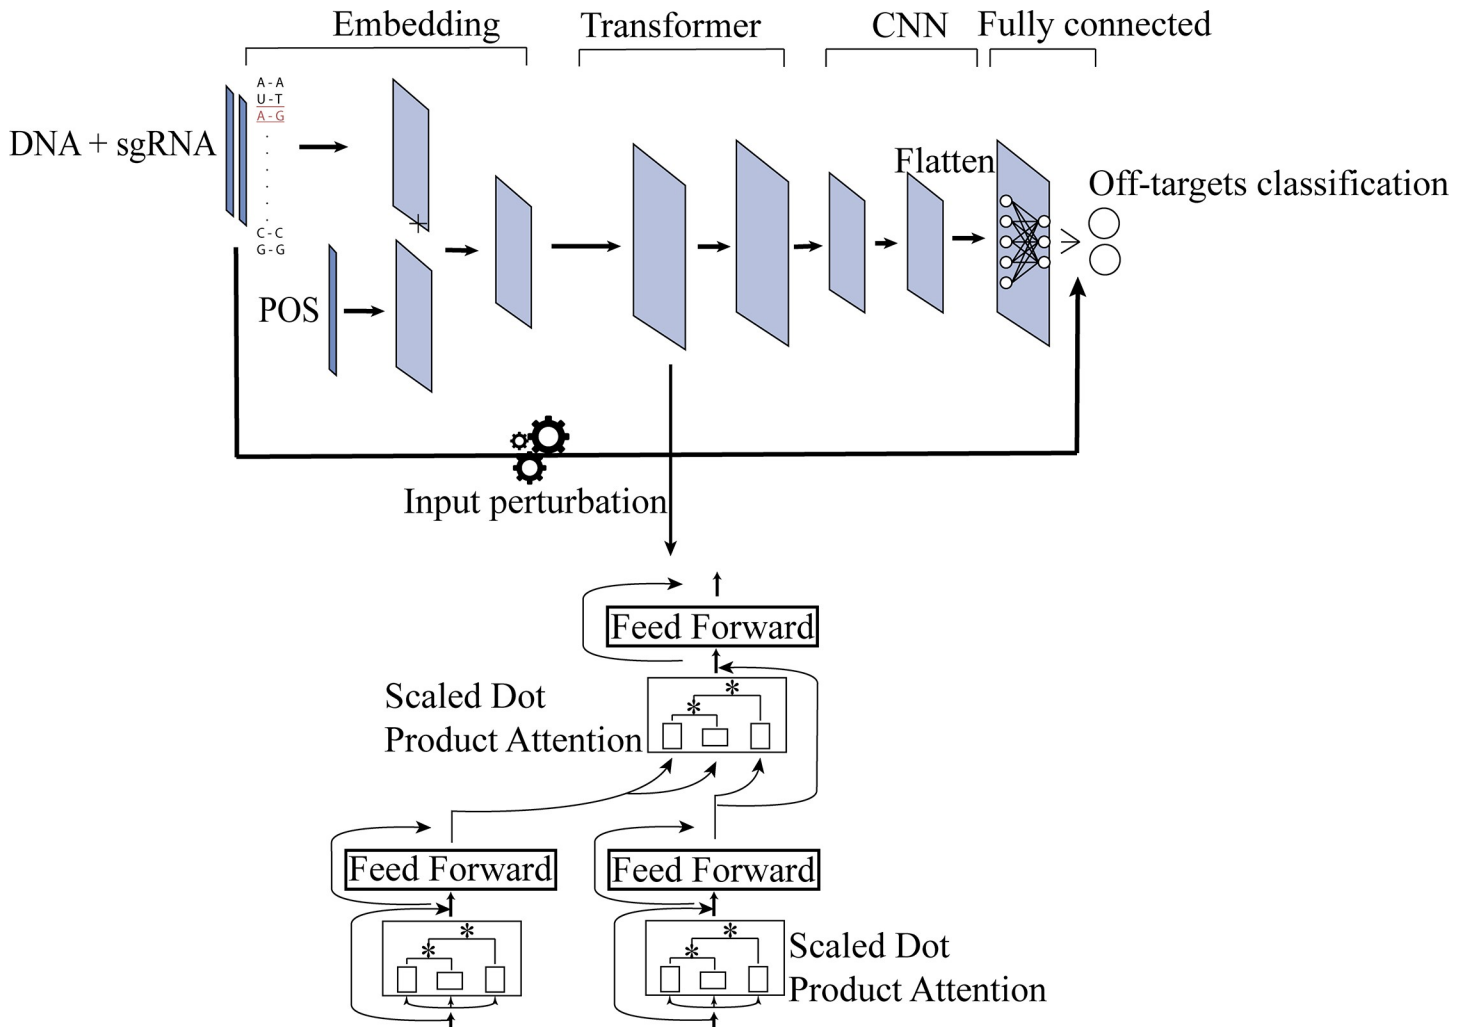 Embedding
Transformer
CNN
Fully connected
A-A
U-T
A-G
DNA + sgRNA
C-C
G-G
POS
Flatten
Off-targets classification
Input perturbation
Feed Forward
Scaled Dot
Product Attention
*
*
Feed Forward
Feed Forward
*
*
*
*
Scaled Dot
Product Attention